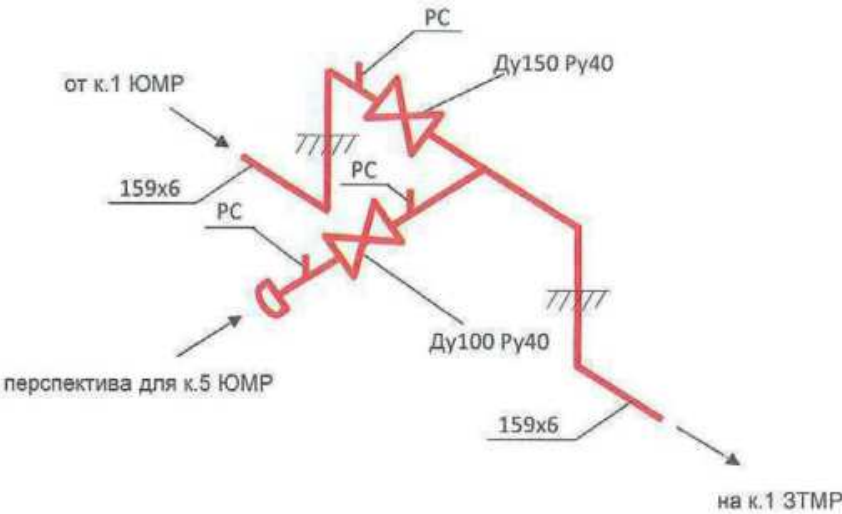 РС
Ду150 Ру40
от к.1 ЮМР
РС
159х6
РС
Ду100 Ру40
перспектива для к.5 ЮМР
159х6
на к.1 ЗТМР